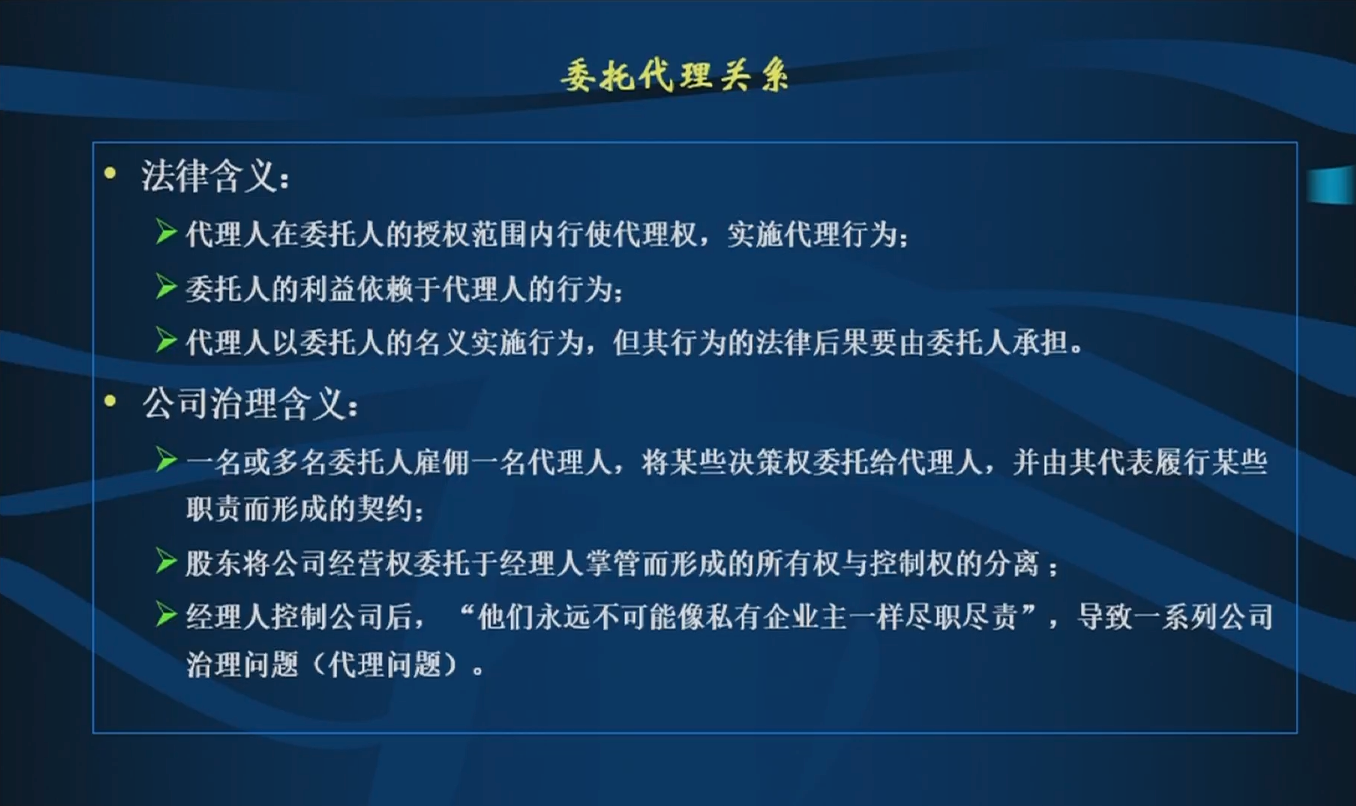 委托代理关系
• 法律含义：
➢ 代理人在委托人的授权范围内行使代理权，实施代理行为；
➢ 委托人的利益依赖于代理人的行为；
➢ 代理人以委托人的名义实施行为，但其行为的法律后果要由委托人承担。
• 公司治理含义：
➢ 一名或多名委托人雇佣一名代理人，将某些决策权委托给代理人，并由其代表履行某些
职责而形成的契约；
➢ 股东将公司经营权委托于经理人掌管而形成的所有权与控制权的分离；
➢ 经理人控制公司后，“他们永远不可能像私有企业主一样尽职尽责”，导致一系列公司
治理问题（代理问题）。